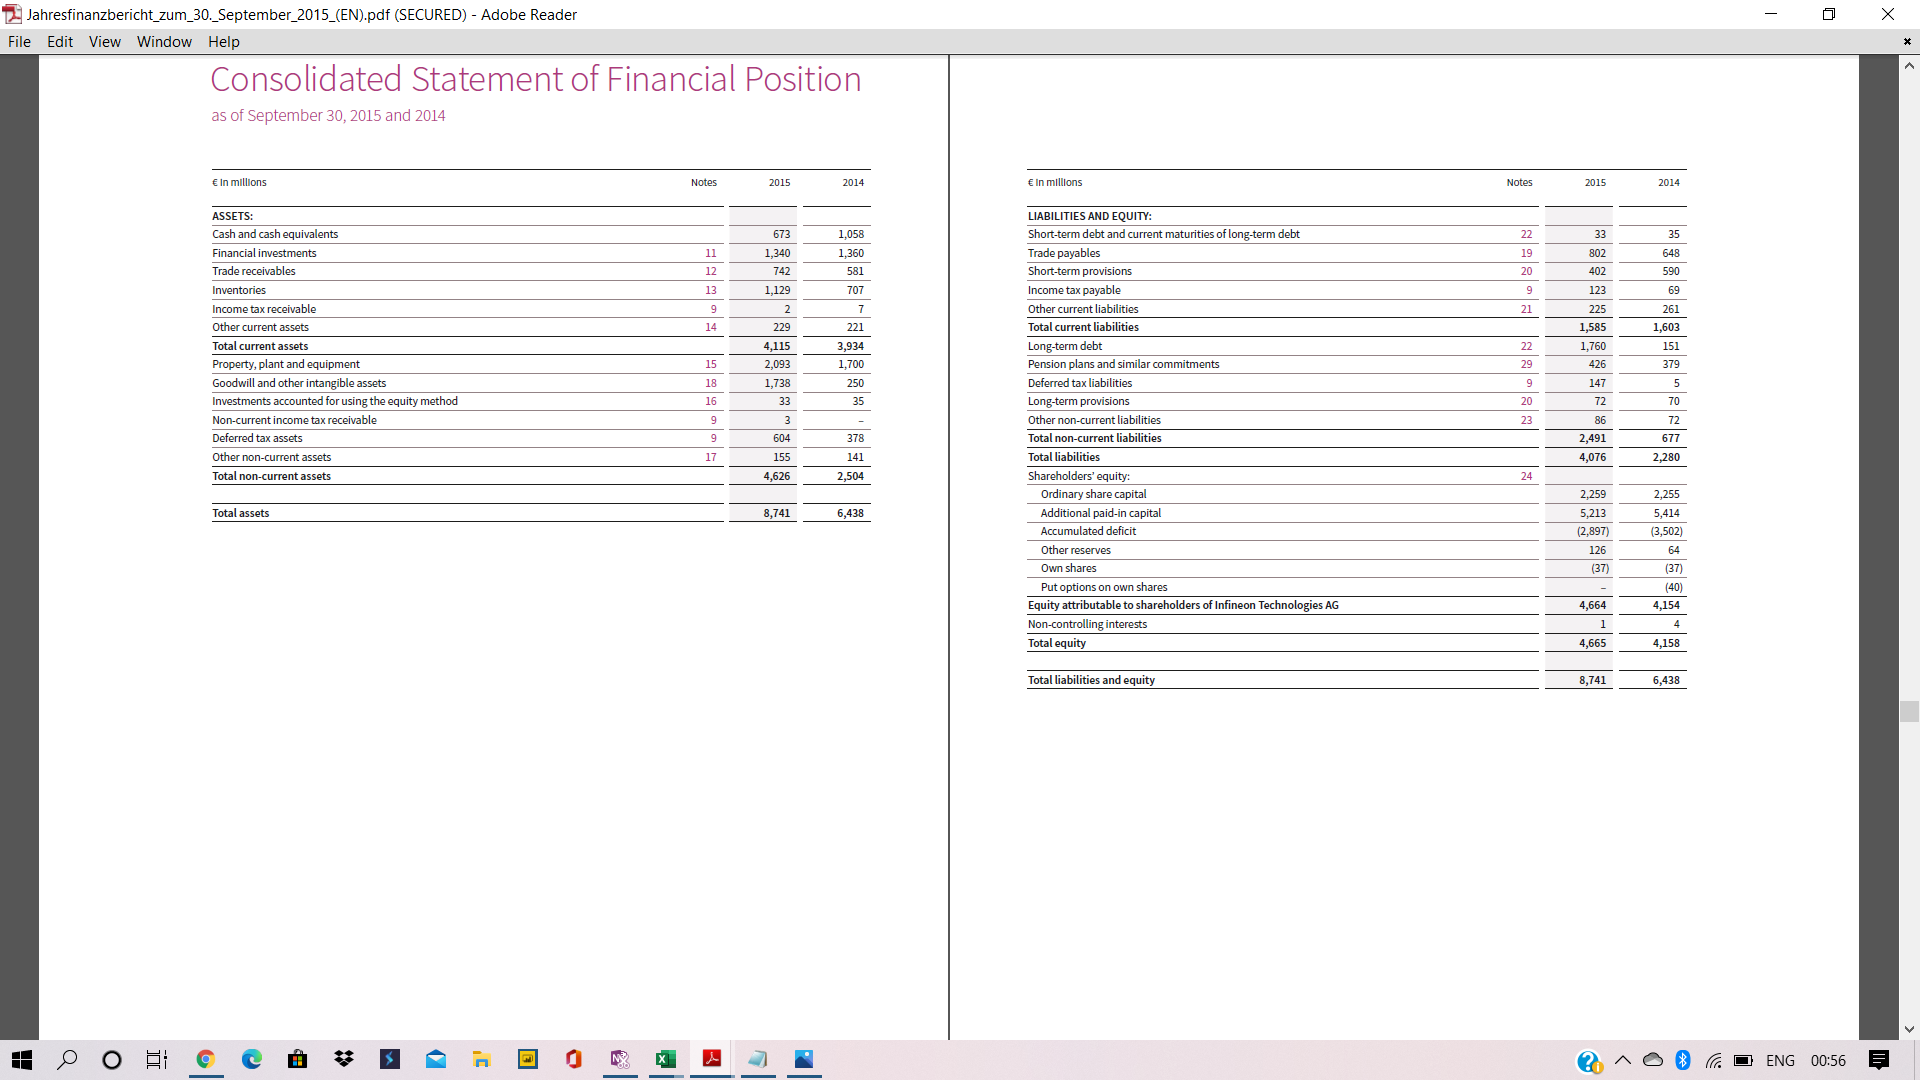 Jahresfinanzbericht_zum_30._September_2015_(EN).pdf (SECURED) - Adobe Reader
File Edit View Window Help
Consolidated Statement of Financial Position
as of September 30, 2015 and 2014
€ in millions Notes 2015 2014
ASSETS:
Cash and cash equivalents 673 1,058
Financial investments 11 1,340 1,360
Trade receivables 12 742 581
Inventories 13 1,129 707
Income tax receivable 9 2 7
Other current assets 14 229 221
Total current assets 4,115 3,934
Property, plant and equipment 15 2,093 1,700
Goodwill and other intangible assets 18 1,738 250
Investments accounted for using the equity method 16 33 35
Non-current income tax receivable 9 3 –
Deferred tax assets 9 604 378
Other non-current assets 17 155 141
Total non-current assets 4,626 2,504
Total assets 8,741 6,438
€ in millions Notes 2015 2014
LIABILITIES AND EQUITY:
Short-term debt and current maturities of long-term debt 22 33 35
Trade payables 19 802 648
Short-term provisions 20 402 590
Income tax payable 9 123 69
Other current liabilities 21 225 261
Total current liabilities 1,585 1,603
Long-term debt 22 1,760 151
Pension plans and similar commitments 29 426 379
Deferred tax liabilities 9 147 5
Long-term provisions 20 72 70
Other non-current liabilities 23 86 72
Total non-current liabilities 2,491 677
Total liabilities 4,076 2,280
Shareholders' equity: 24
Ordinary share capital 2,259 2,255
Additional paid-in capital 5,213 5,414
Accumulated deficit (2,897) (3,502)
Other reserves 126 64
Own shares (37) (37)
Put options on own shares – (40)
Equity attributable to shareholders of Infineon Technologies AG 4,664 4,154
Non-controlling interests 1 4
Total equity 4,665 4,158
Total liabilities and equity 8,741 6,438
ENG 00:56